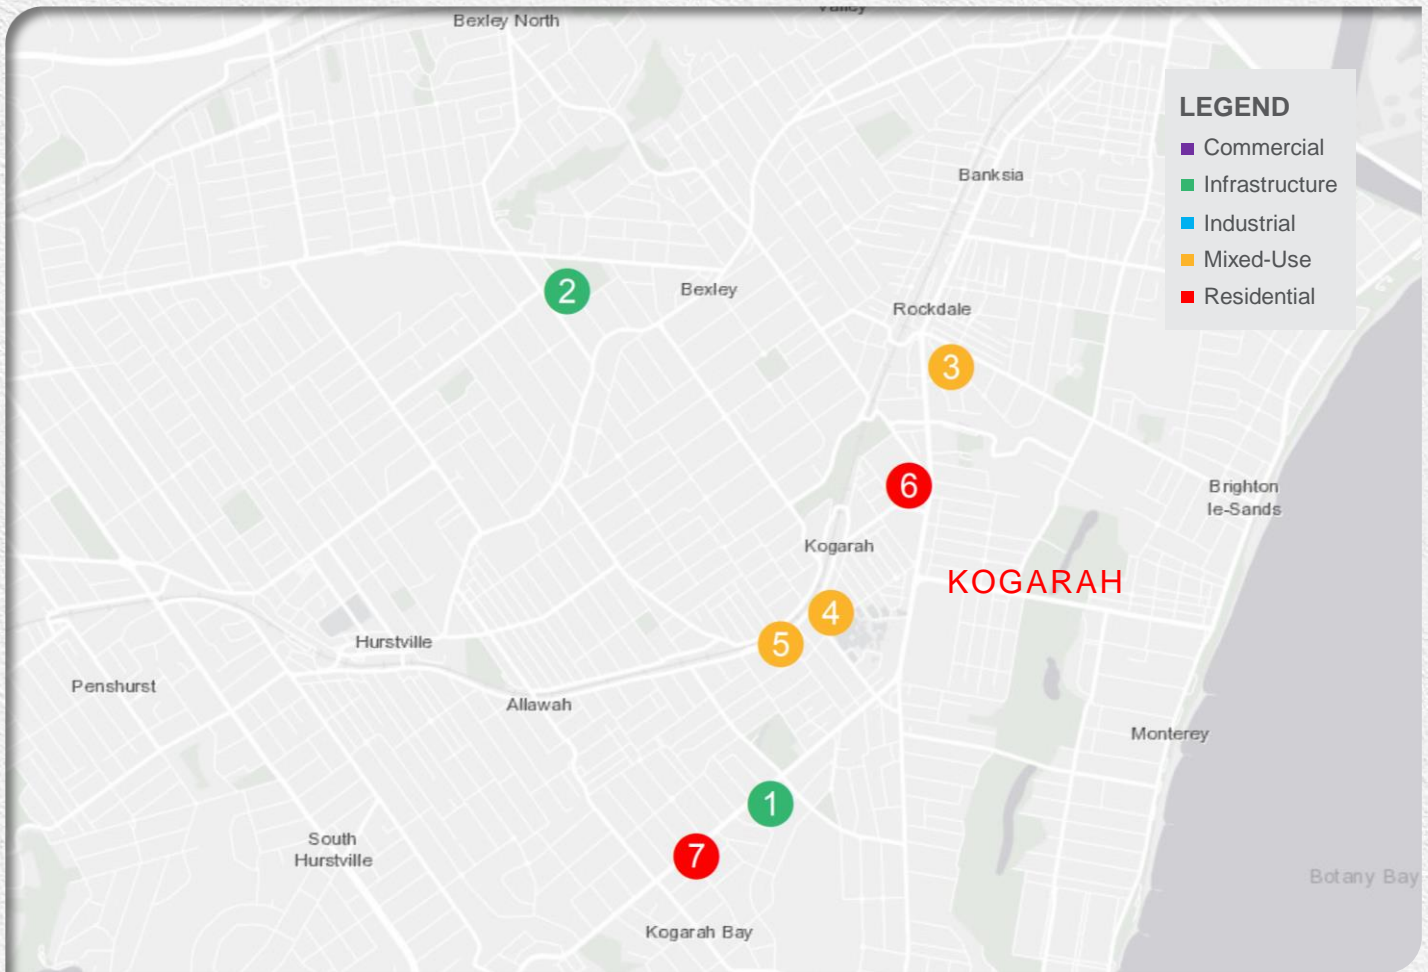 Bexley North
Valley
LEGEND
Commercial
Infrastructure
Industrial
Mixed-Use
Residential
Banksia
2
Bexley
Rockdale
3
6
Brighton
le-Sands
Kogarah
KOGARAH
4
5
Hurstville
Penshurst
Allawah
Monterey
1
South
Hurstville
7
Botany Bay
Kogarah Bay